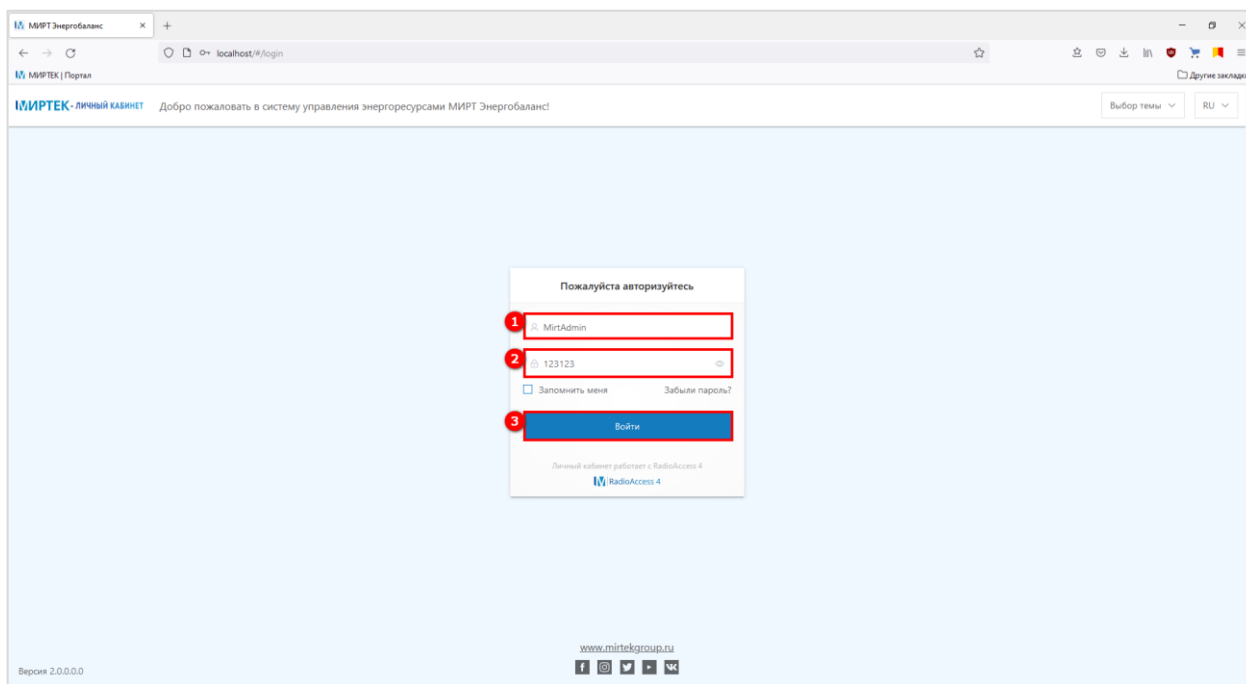 МИРТ Энергобаланс
localhost/#/login
МИРТЕК | Портал
Другие закладки
МИРТЕК - ЛИЧНЫЙ КАБИНЕТ
Добро пожаловать в систему управления энергоресурсами МИРТ Энергобаланс!
Выбор темы
RU
Пожалуйста авторизуйтесь
1 MirtAdmin
2 123123
Запомнить меня Забыли пароль?
3 Войти
Личный кабинет работает с RadioAccess 4
RadioAccess 4
www.mirtekgroup.ru
Версия 2.0.0.0.0